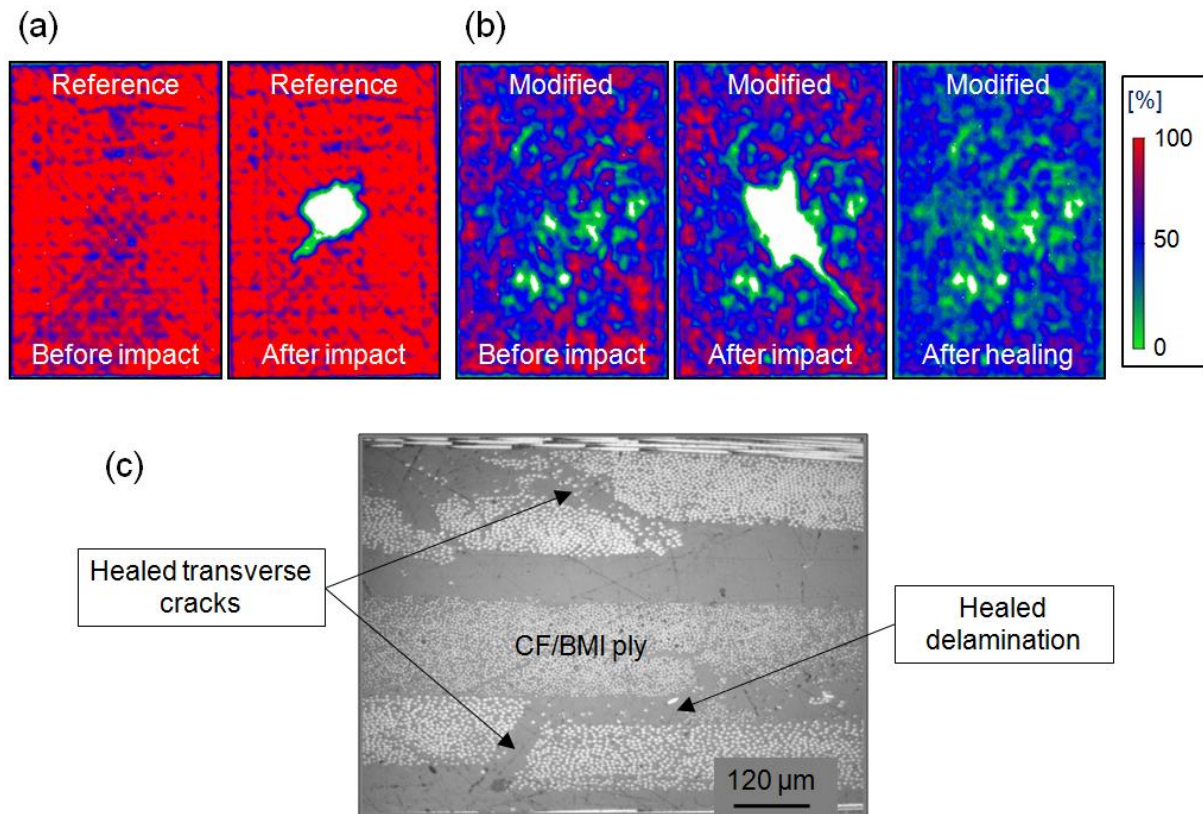 (a)
(b)
Reference
Reference
Modified
Modified
Modified
Before impact
After impact
Before impact
After impact
After healing
[%]
100
50
0
(c)
Healed transverse
cracks
CF/BMI ply
Healed
delamination
120 µm